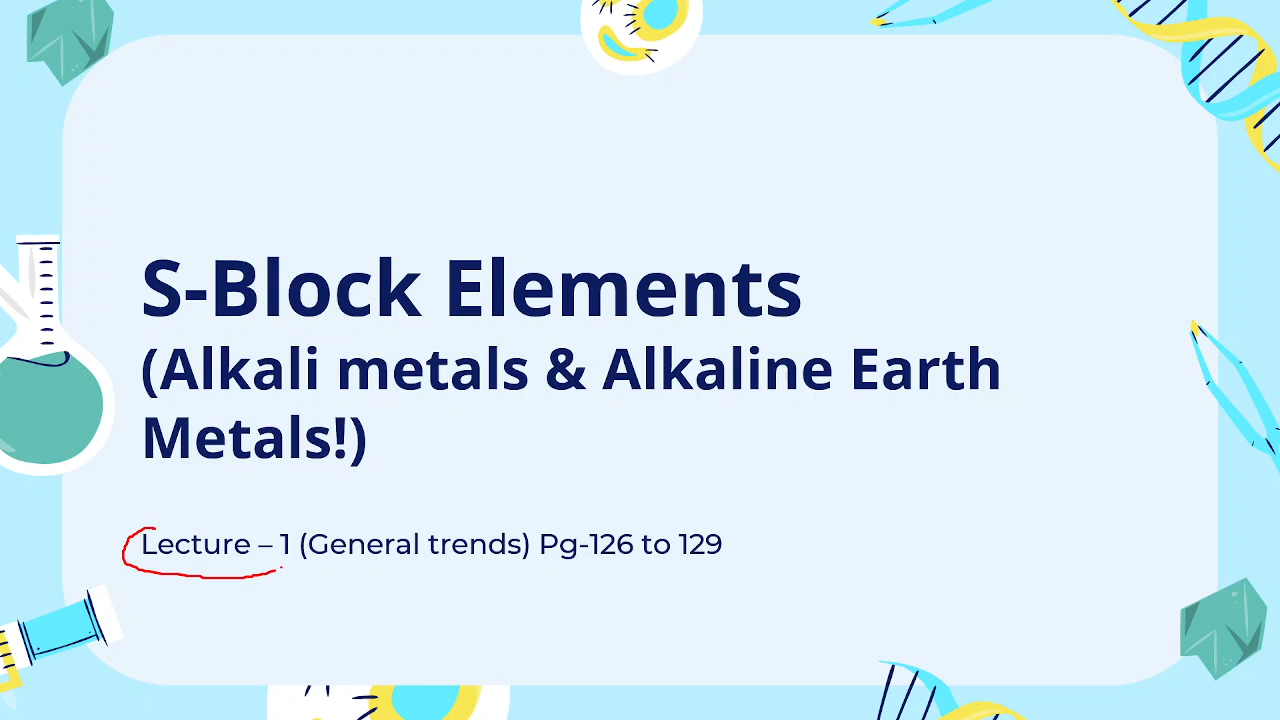 S-Block Elements
(Alkali metals & Alkaline Earth
Metals!)
Lecture – 1 (General trends) Pg-126 to 129